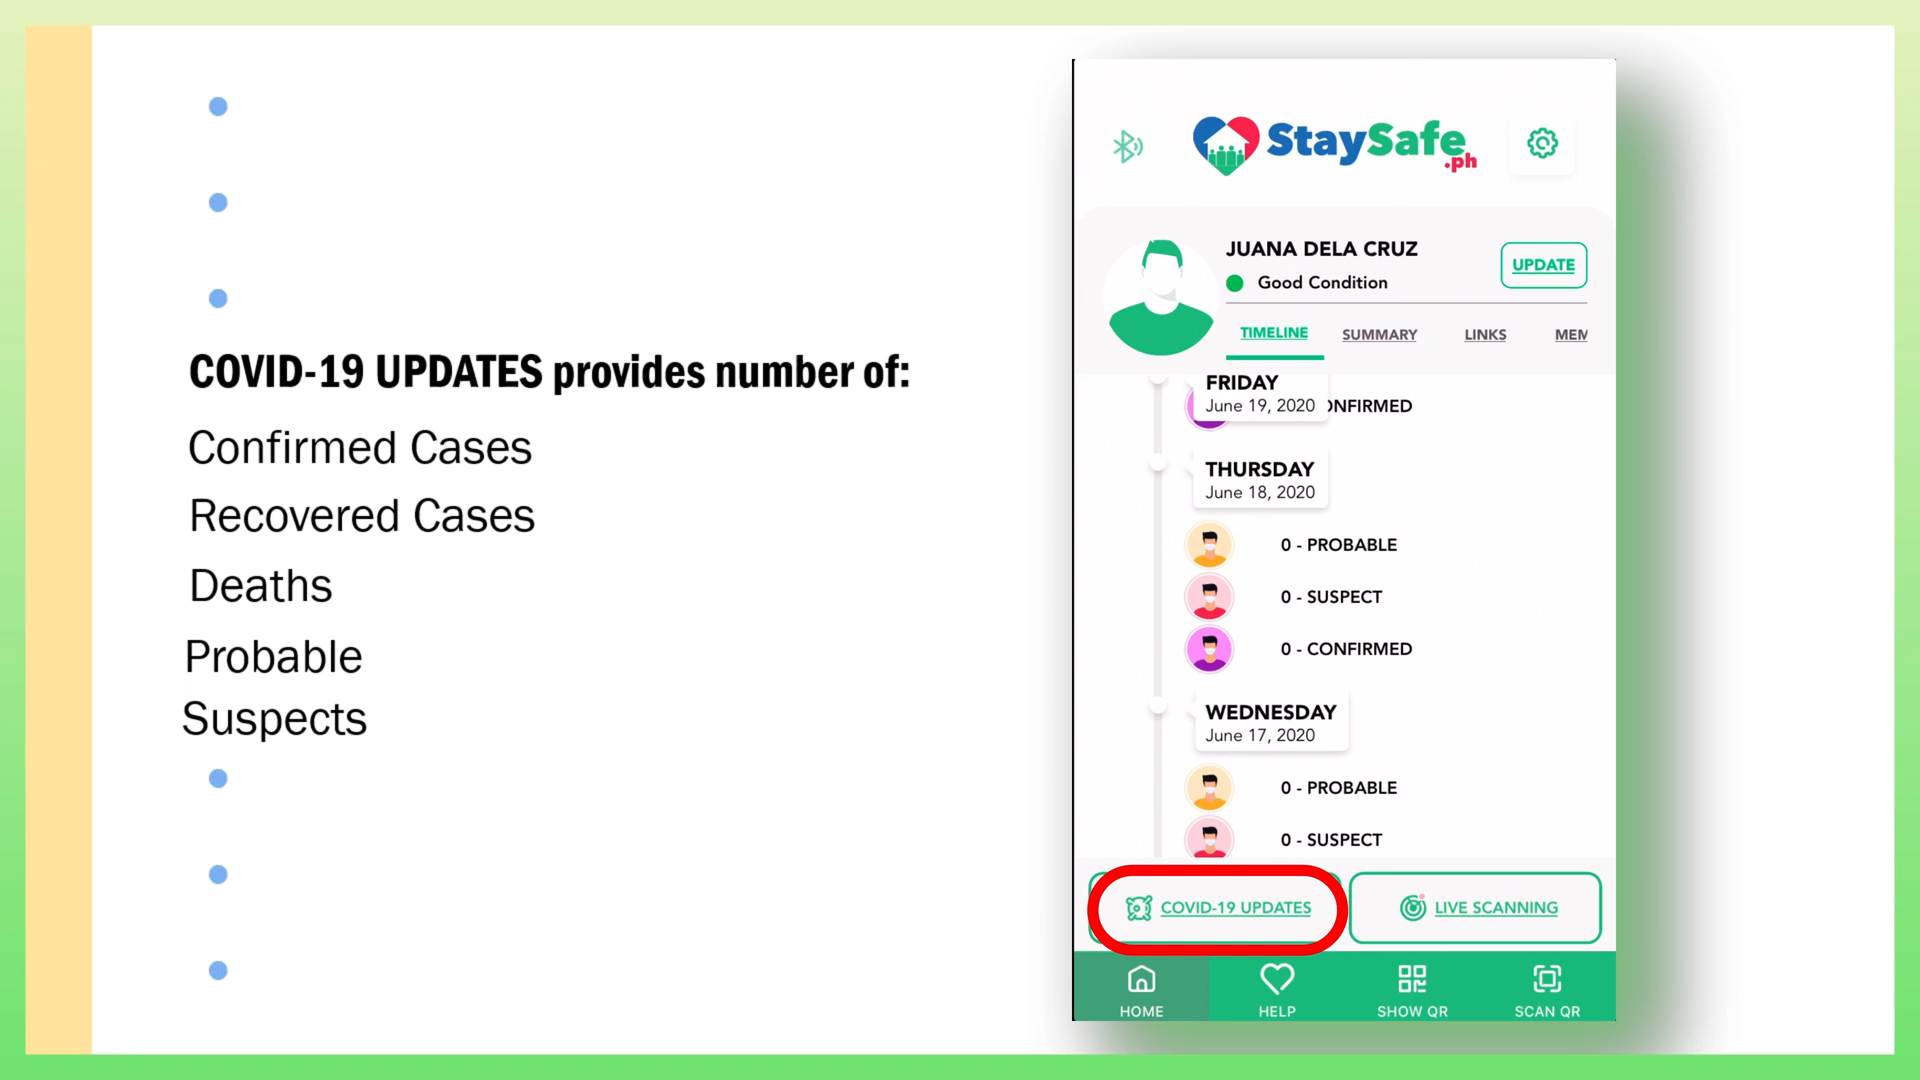 COVID-19 UPDATES provides number of:
Confirmed Cases
Recovered Cases
Deaths
Probable
Suspects
StaySafe
.ph
JUANA DELA CRUZ
Good Condition
UPDATE
TIMELINE SUMMARY LINKS MEM
FRIDAY
June 19, 2020
ONFIRMED
THURSDAY
June 18, 2020
0 - PROBABLE
0 - SUSPECT
0 - CONFIRMED
WEDNESDAY
June 17, 2020
0 - PROBABLE
0 - SUSPECT
COVID-19 UPDATES
LIVE SCANNING
HOME HELP SHOW QR SCAN QR